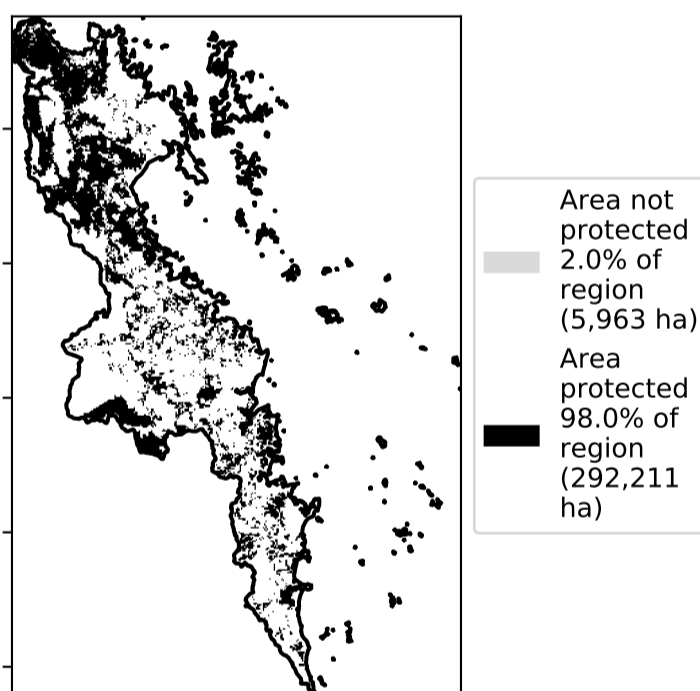 Area not
protected
2.0% of
region
(5,963 ha)
Area
protected
98.0% of
region
(292,211
ha)